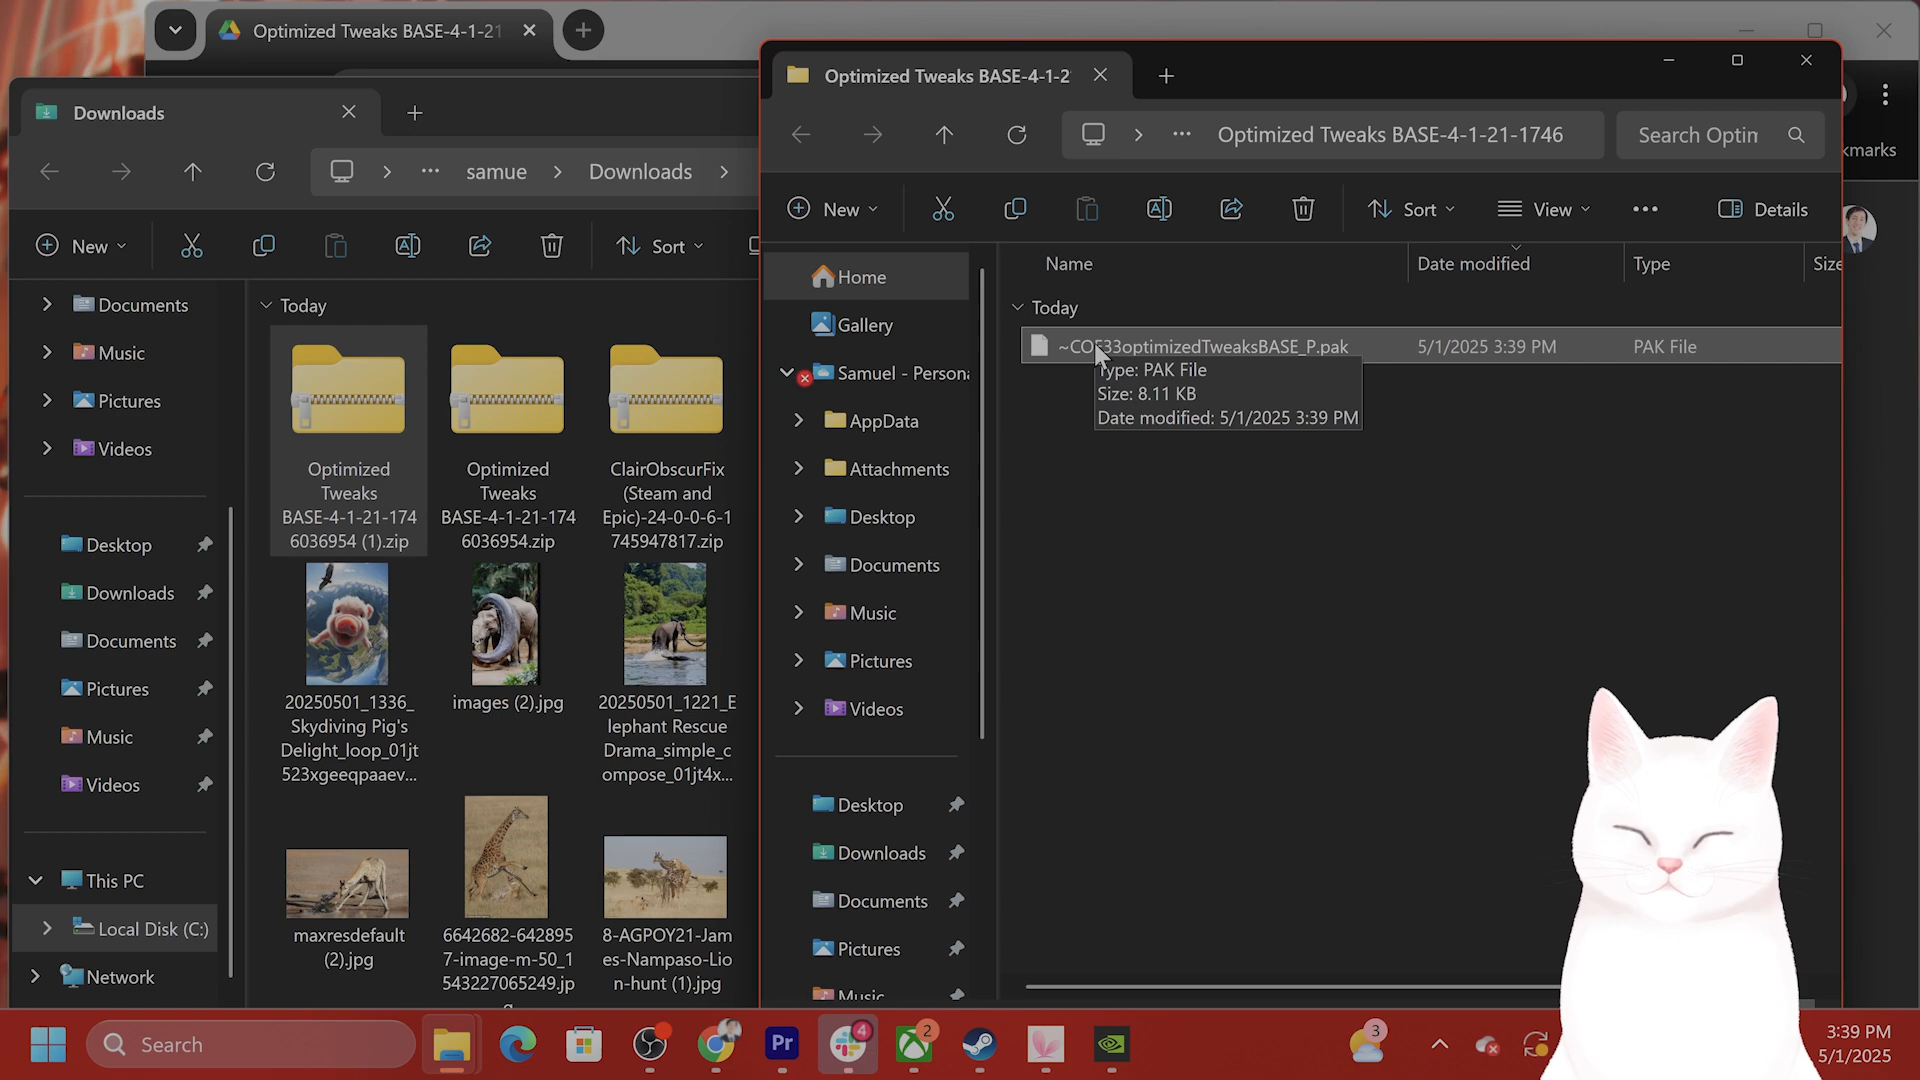 Optimized Tweaks BASE-4-1-21
Downloads
samue
Downloads
New
Sort
Documents
Music
Pictures
Videos
Desktop
Downloads
Documents
Pictures
Music
Videos
This PC
Local Disk (C:)
Network
Today
Optimized
Tweaks
BASE-4-1-21-174
6036954 (1).zip
Optimized
Tweaks
BASE-4-1-21-174
6036954.zip
ClairObscurFix
(Steam and
Epic)-24-0-0-6-1
745947817.zip
20250501_1336_
Skydiving Pig's
Delight_loop_01jt
523xgeeqpaaev...
images (2).jpg
20250501_1221_E
lephant Rescue
Drama_simple_c
ompose_01jt4x...
maxresdefault
(2).jpg
6642682-642895
7-image-m-50_1
543227065249.jp
8-AGPOY21-Jam
es-Nampaso-Lio
n-hunt (1).jpg
Optimized Tweaks BASE-4-1-2
Optimized Tweaks BASE-4-1-21-1746
Search Optin
kmarks
New
Sort
View
Details
Home
Gallery
Samuel - Persona
AppData
Attachments
Desktop
Documents
Music
Pictures
Videos
Desktop
Downloads
Documents
Pictures
Music
Name
Date modified
Type
Size
Today
5/1/2025 3:39 PM
PAK File
Type: PAK File
Size: 8.11 KB
Date modified: 5/1/2025 3:39 PM
Search
Pr
4
2
3
3:39 PM
5/1/2025